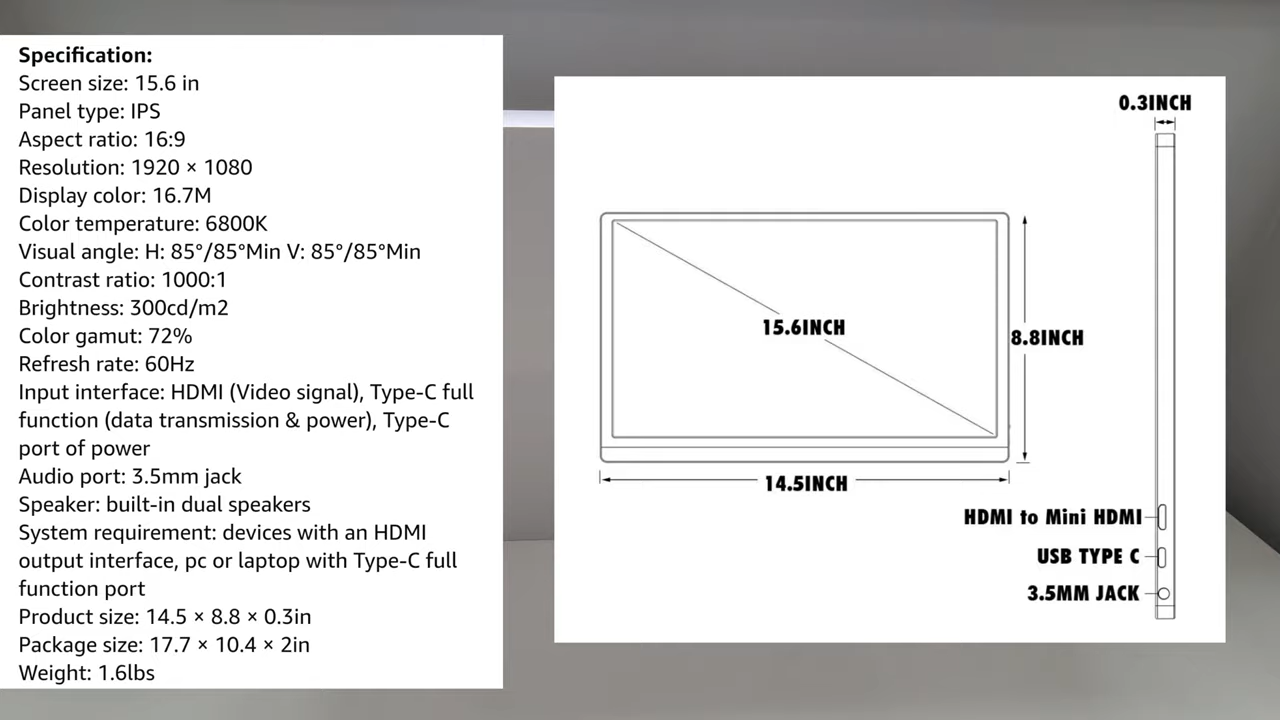 Specification:
Screen size: 15.6 in
Panel type: IPS
Aspect ratio: 16:9
Resolution: 1920 × 1080
Display color: 16.7M
Color temperature: 6800K
Visual angle: H: 85°/85°Min V: 85°/85°Min
Contrast ratio: 1000:1
Brightness: 300cd/m2
Color gamut: 72%
Refresh rate: 60Hz
Input interface: HDMI (Video signal), Type-C full
function (data transmission & power), Type-C
port of power
Audio port: 3.5mm jack
Speaker: built-in dual speakers
System requirement: devices with an HDMI
output interface, pc or laptop with Type-C full
function port
Product size: 14.5 × 8.8 × 0.3in
Package size: 17.7 × 10.4 × 2in
Weight: 1.6lbs
0.3INCH
15.6INCH
8.8INCH
14.5INCH
HDMI to Mini HDMI
USB TYPE C
3.5MM JACK